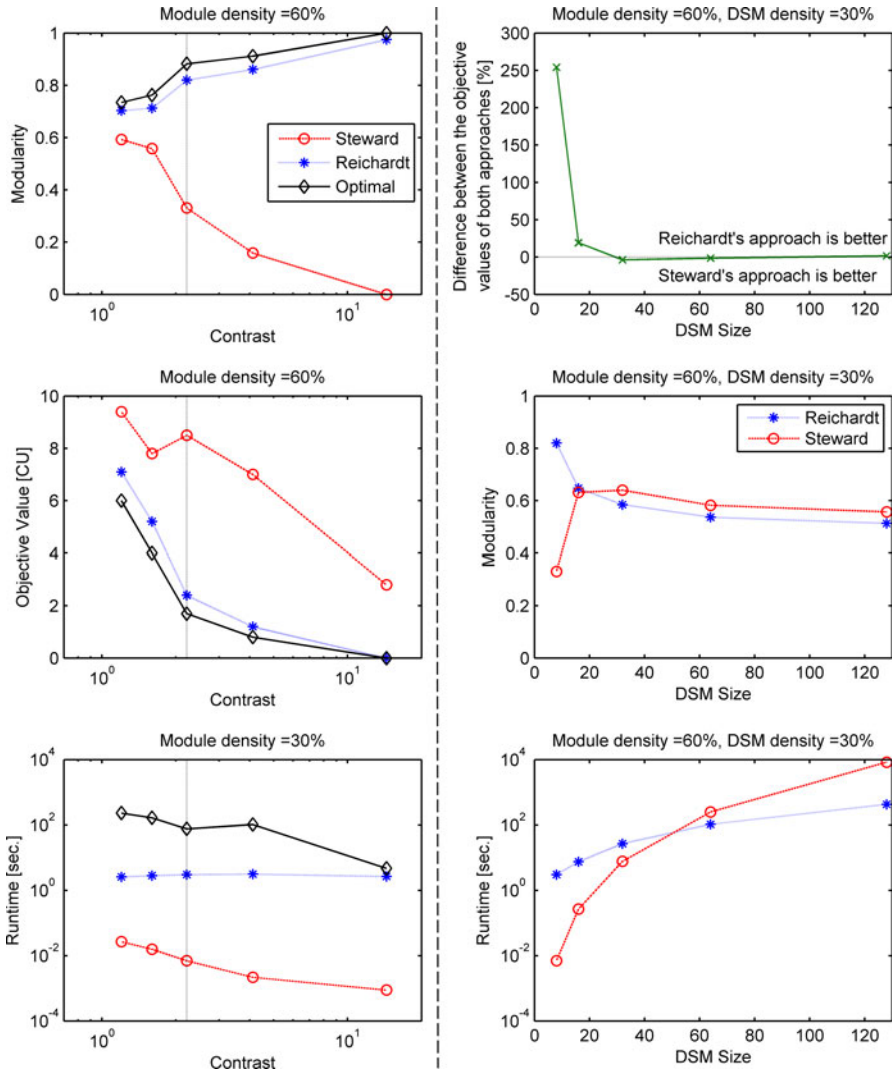 Module density =60%
Modularity
1
0.8
0.6
0.4
0.2
0
10^0
10^1
Contrast
Steward
Reichardt
Optimal
Module density =60%, DSM density =30%
Difference between the objective
values of both approaches [%]
300
250
200
150
100
50
0
-50
Reichardt's approach is better
Steward's approach is better
0 20 40 60 80 100 120
DSM Size
Module density =60%
Objective Value [CU]
10
8
6
4
2
0
10^0
10^1
Contrast
Module density =60%, DSM density =30%
Modularity
1
0.8
0.6
0.4
0.2
0
Reichardt
Steward
0 20 40 60 80 100 120
DSM Size
Module density =30%
Runtime [sec.]
10^4
10^2
10^0
10^-2
10^-4
10^0
10^1
Contrast
Module density =60%, DSM density =30%
Runtime [sec.]
10^4
10^2
10^0
10^-2
10^-4
0 20 40 60 80 100 120
DSM Size